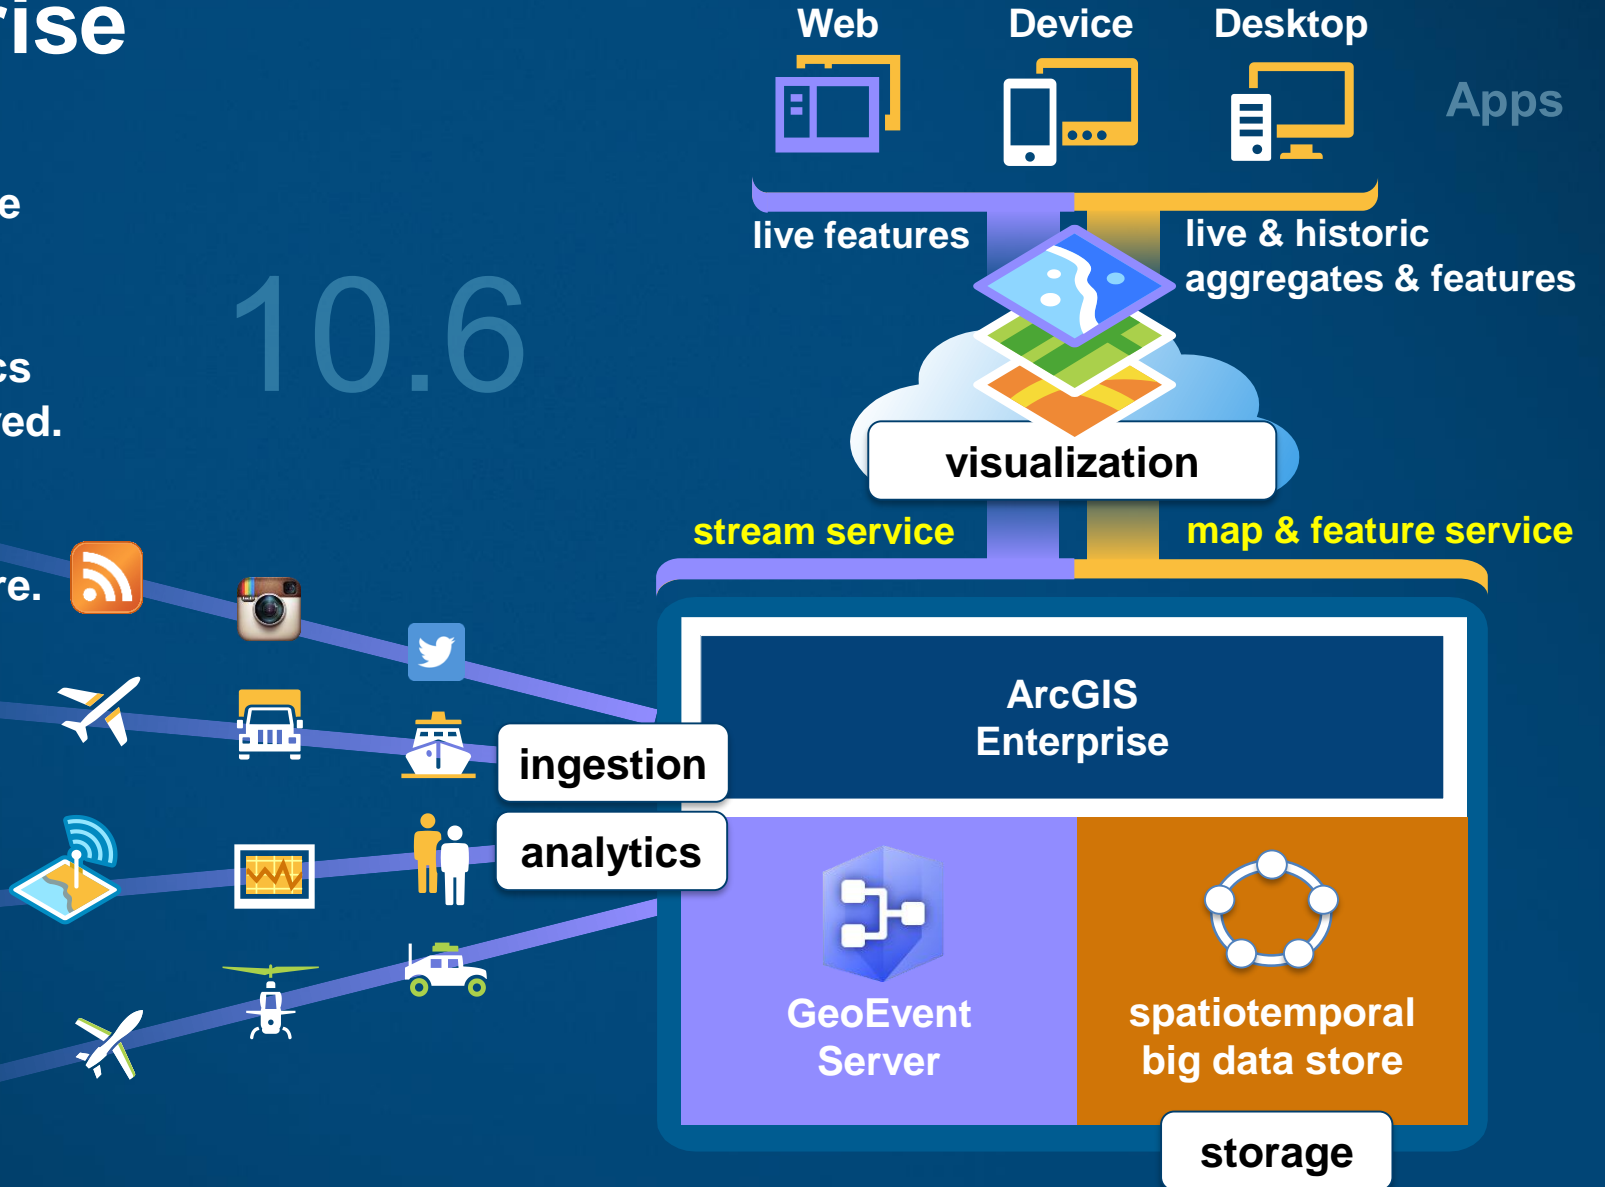 rise
e
10.6
cs
ved.
re.
Web
Device
Desktop
Apps
live features
live & historic
aggregates & features
visualization
stream service
map & feature service
ArcGIS
Enterprise
ingestion
analytics
GeoEvent
Server
spatiotemporal
big data store
storage